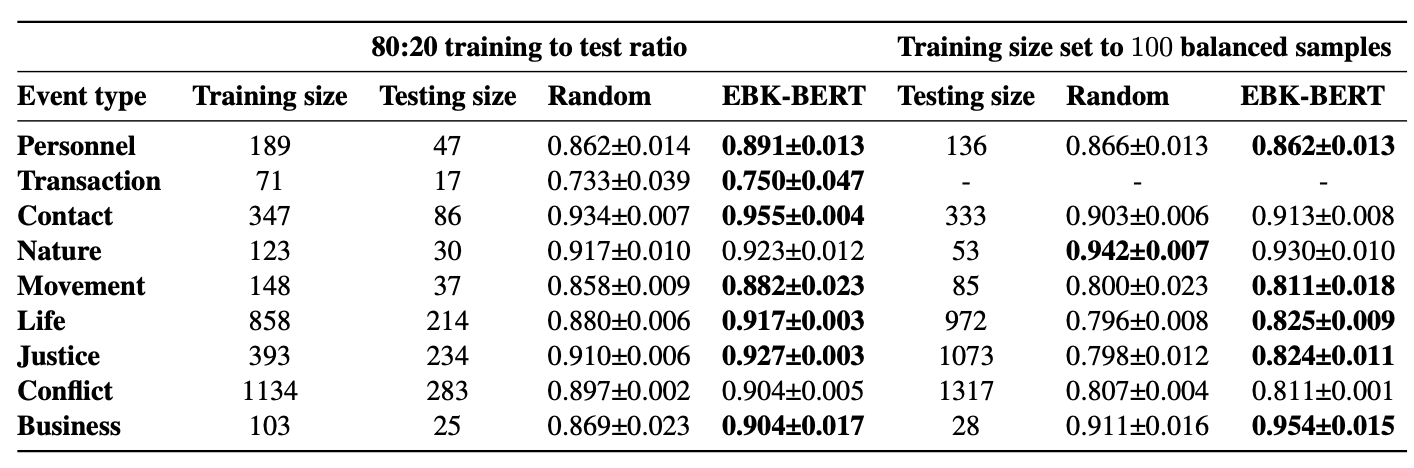 80:20 training to test ratio Training size set to 100 balanced samples
Event type Training size Testing size Random EBK-BERT Testing size Random EBK-BERT
Personnel 189 47 0.862±0.014 0.891±0.013 136 0.866±0.013 0.862±0.013
Transaction 71 17 0.733±0.039 0.750±0.047 - - -
Contact 347 86 0.934±0.007 0.955±0.004 333 0.903±0.006 0.913±0.008
Nature 123 30 0.917±0.010 0.923±0.012 53 0.942±0.007 0.930±0.010
Movement 148 37 0.858±0.009 0.882±0.023 85 0.800±0.023 0.811±0.018
Life 858 214 0.880±0.006 0.917±0.003 972 0.796±0.008 0.825±0.009
Justice 393 234 0.910±0.006 0.927±0.003 1073 0.798±0.012 0.824±0.011
Conflict 1134 283 0.897±0.002 0.904±0.005 1317 0.807±0.004 0.811±0.001
Business 103 25 0.869±0.023 0.904±0.017 28 0.911±0.016 0.954±0.015